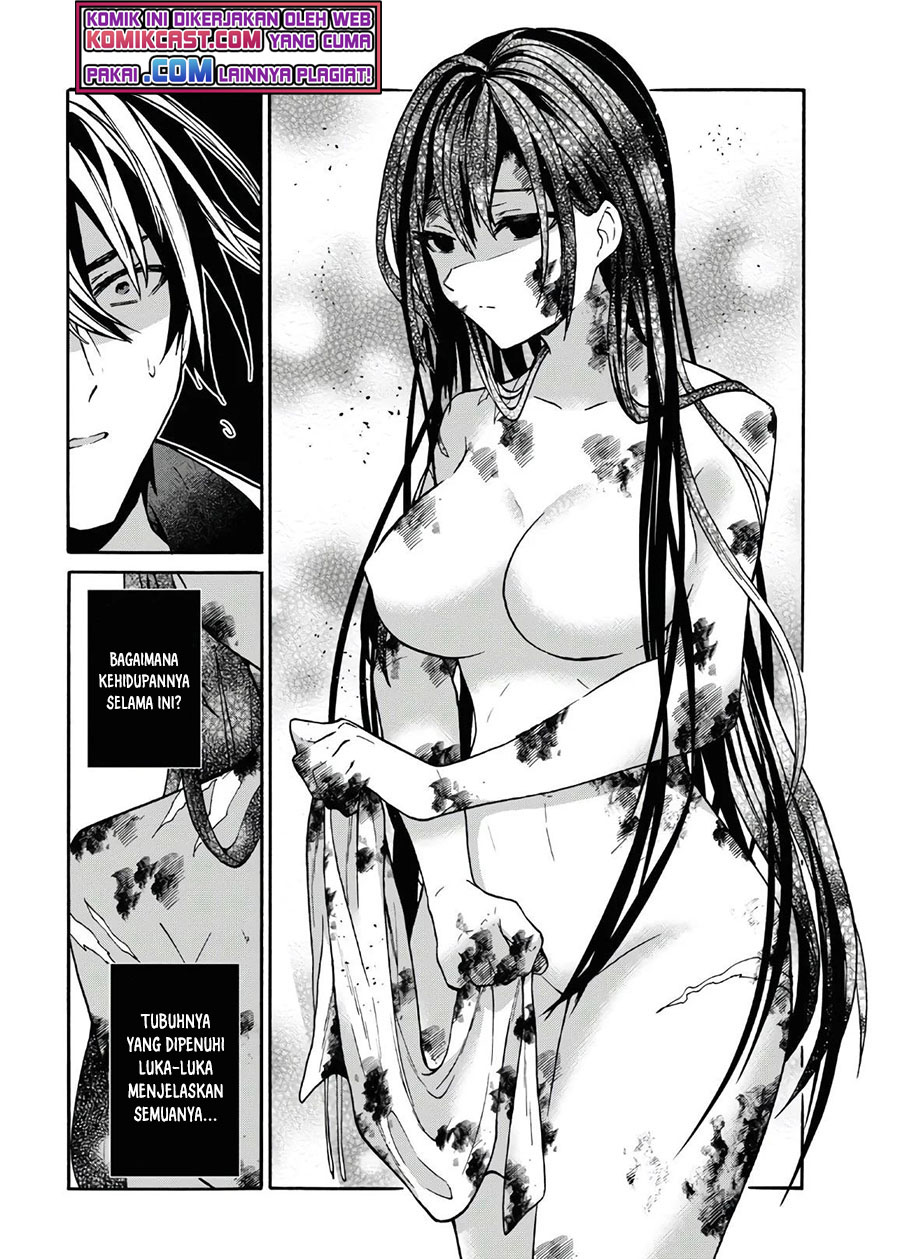 KOMIK INI DIKERJAKAN OLEH WEB
KOMIKCAST.COM YANG CUMA
PAKAI .COM LAINNYA PLAGIAT!
BAGAIMANA
KEHIDUPANNYA
SELAMA INI?
TUBUHNYA
YANG DIPENUHI
LUKA-LUKA
MENJELASKAN
SEMUANYA...